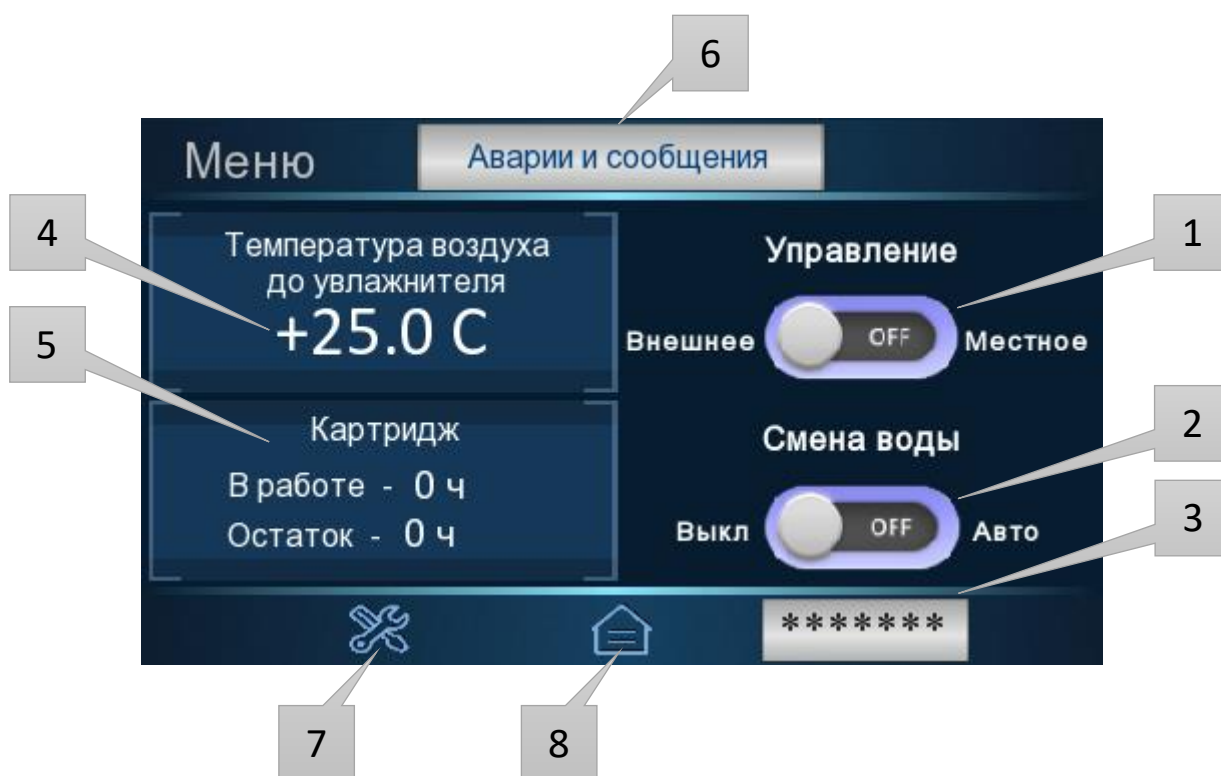 6
Меню
Аварии и сообщения
4
Температура воздуха
до увлажнителя
+25.0 C
1
Управление
Внешнее
OFF
Местное
5
Картридж
В работе - 0 ч
Остаток - 0 ч
2
Смена воды
Выкл
OFF
Авто
3
*******
7
8